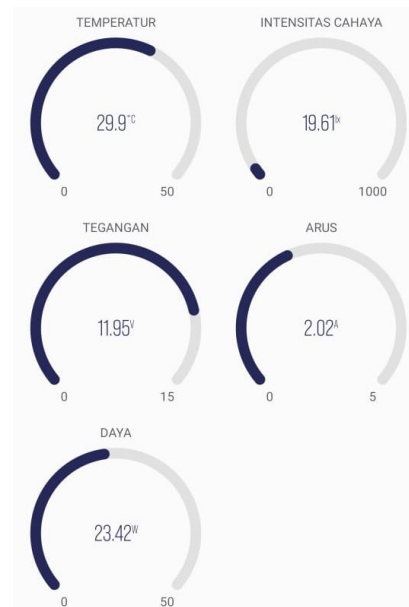 TEMPERATUR
29.9°C
0 50
INTENSITAS CAHAYA
19.61lx
0 1000
TEGANGAN
11.95V
0 15
ARUS
2.02A
0 5
DAYA
23.42W
0 50